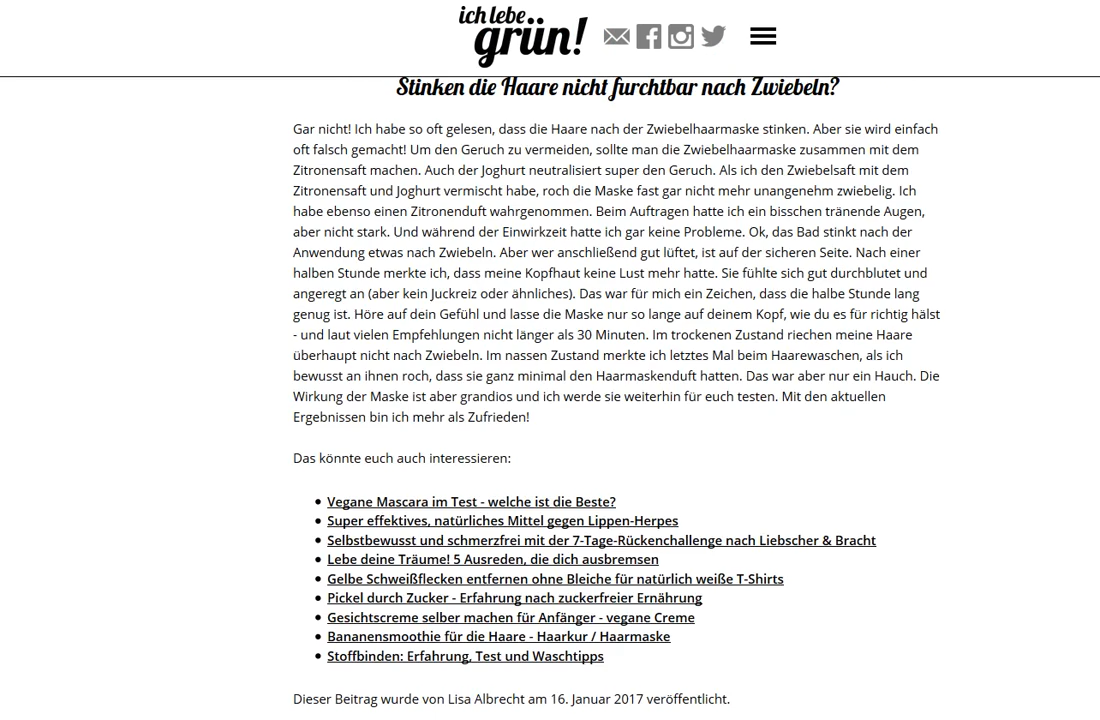 ich lebe
grün!
Stinken die Haare nicht furchtbar nach Zwiebeln?
Gar nicht! Ich habe so oft gelesen, dass die Haare nach der Zwiebelhaarmaske stinken. Aber sie wird einfach
oft falsch gemacht! Um den Geruch zu vermeiden, sollte man die Zwiebelhaarmaske zusammen mit dem
Zitronensaft machen. Auch der Joghurt neutralisiert super den Geruch. Als ich den Zwiebelsaft mit dem
Zitronensaft und Joghurt vermischt habe, roch die Maske fast gar nicht mehr unangenehm zwiebelig. Ich
habe ebenso einen Zitronenduft wahrgenommen. Beim Auftragen hatte ich ein bisschen tränende Augen,
aber nicht stark. Und während der Einwirkzeit hatte ich gar keine Probleme. Ok, das Bad stinkt nach der
Anwendung etwas nach Zwiebeln. Aber wer anschließend gut lüftet, ist auf der sicheren Seite. Nach einer
halben Stunde merkte ich, dass meine Kopfhaut keine Lust mehr hatte. Sie fühlte sich gut durchblutet und
angeregt an (aber kein Juckreiz oder ähnliches). Das war für mich ein Zeichen, dass die halbe Stunde lang
genug ist. Höre auf dein Gefühl und lasse die Maske nur so lange auf deinem Kopf, wie du es für richtig hälst
- und laut vielen Empfehlungen nicht länger als 30 Minuten. Im trockenen Zustand riechen meine Haare
überhaupt nicht nach Zwiebeln. Im nassen Zustand merkte ich letztes Mal beim Haarewaschen, als ich
bewusst an ihnen roch, dass sie ganz minimal den Haarmaskenduft hatten. Das war aber nur ein Hauch. Die
Wirkung der Maske ist aber grandios und ich werde sie weiterhin für euch testen. Mit den aktuellen
Ergebnissen bin ich mehr als Zufrieden!
Das könnte euch auch interessieren:
• Vegane Mascara im Test - welche ist die Beste?
• Super effektives, natürliches Mittel gegen Lippen-Herpes
• Selbstbewusst und schmerzfrei mit der 7-Tage-Rückenchallenge nach Liebscher & Bracht
• Lebe deine Träume! 5 Ausreden, die dich ausbremsen
• Gelbe Schweißflecken entfernen ohne Bleiche für natürlich weiße T-Shirts
• Pickel durch Zucker - Erfahrung nach zuckerfreier Ernährung
• Gesichtscreme selber machen für Anfänger - vegane Creme
• Bananensmoothie für die Haare - Haarkur / Haarmaske
• Stoffbinden: Erfahrung, Test und Waschtipps
Dieser Beitrag wurde von Lisa Albrecht am 16. Januar 2017 veröffentlicht.